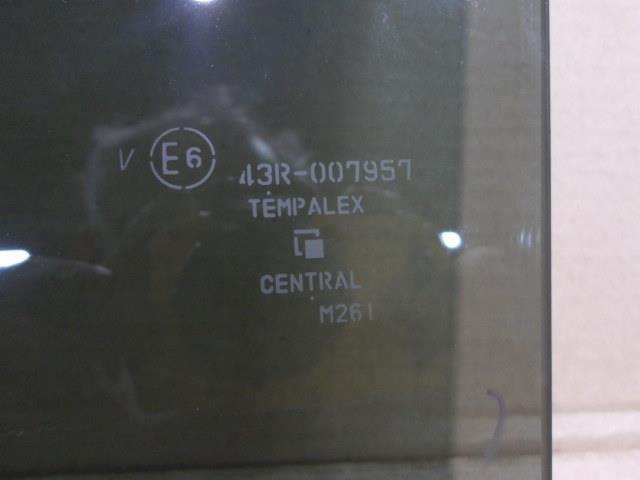 V E6 43R-007957
TEMPALEX
CENTRAL
M261